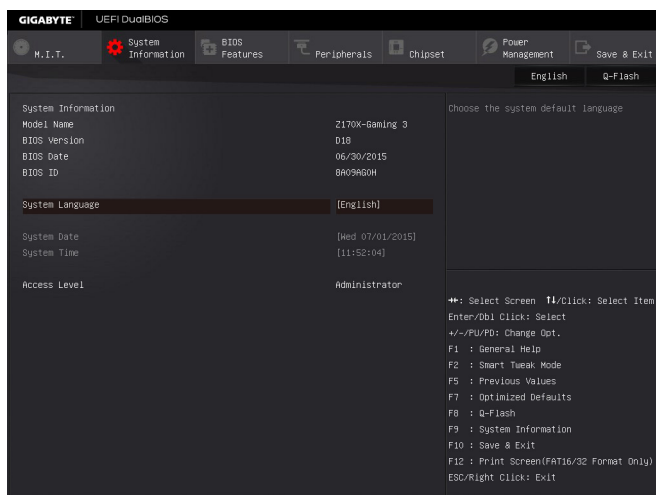 GIGABYTE™ UEFI DualBIOS
M.I.T.
System Information
BIOS Features
Peripherals
Chipset
Power Management
Save & Exit
English
Q-Flash
System Information
Model Name Z170X-Gaming 3
BIOS Version D18
BIOS Date 06/30/2015
BIOS ID 8A09AG0H
System Language [English]
System Date [Wed 07/01/2015]
System Time [11:52:04]
Access Level Administrator
Choose the system default language
→←: Select Screen ↑↓/Click: Select Item
Enter/Dbl Click: Select
+/-/PU/PD: Change Opt.
F1 : General Help
F2 : Smart Tweak Mode
F5 : Previous Values
F7 : Optimized Defaults
F8 : Q-Flash
F9 : System Information
F10 : Save & Exit
F12 : Print Screen(FAT16/32 Format Only)
ESC/Right Click: Exit